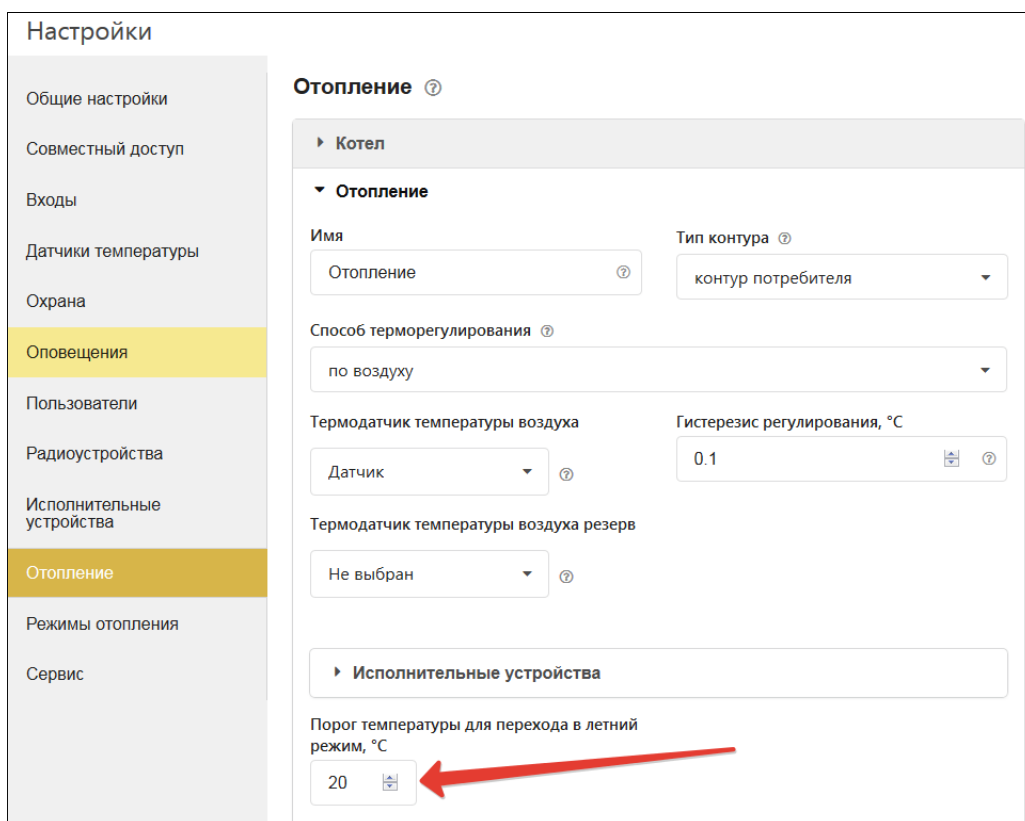 Настройки
Общие настройки
Совместный доступ
Входы
Датчики температуры
Охрана
Оповещения
Пользователи
Радиоустройства
Исполнительные
устройства
Отопление
Режимы отопления
Сервис
Отопление ?
Котел
Отопление
Имя
Отопление ?
Тип контура ?
контур потребителя
Способ терморегулирования ?
по воздуху
Термодатчик температуры воздуха
Датчик ?
Гистерезис регулирования, °C
0.1 ?
Термодатчик температуры воздуха резерв
Не выбран ?
Исполнительные устройства
Порог температуры для перехода в летний
режим, °C
20